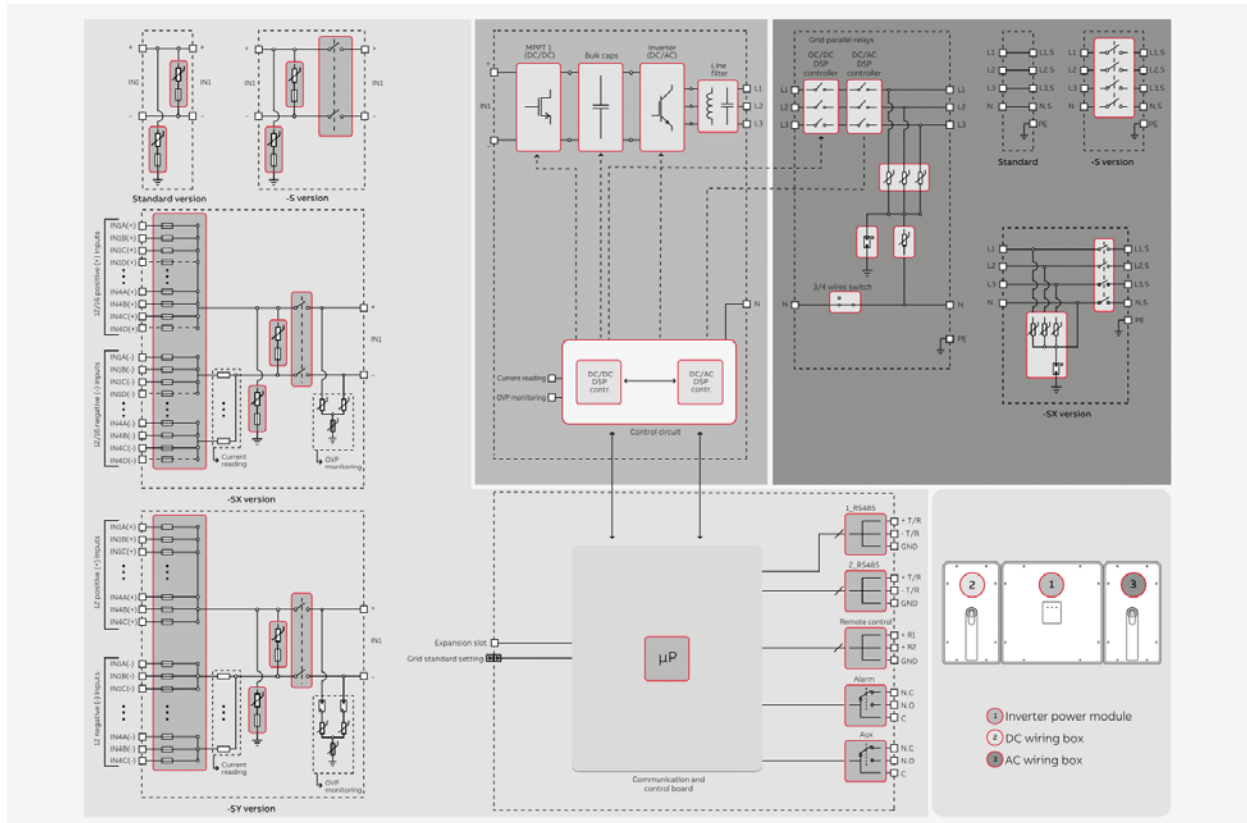 +
+
IN1
IN1
−
−
Standard version
+
+
IN1
−
−
-S version
12/16 positive (+) inputs
IN1A(+)
IN1B(+)
IN1C(+)
IN1D(+)
IN4A(+)
IN4B(+)
IN4C(+)
IN4D(+)
12/16 negative (-) inputs
IN1A(-)
IN1B(-)
IN1C(-)
IN1D(-)
IN4A(-)
IN4B(-)
IN4C(-)
IN4D(-)
+
IN1
−
Current
reading
OVP
monitoring
-SX version
12 positive (+) inputs
IN1A(+)
IN1B(+)
IN1C(+)
IN4A(+)
IN4B(+)
IN4C(+)
12 negative (-) inputs
IN1A(-)
IN1B(-)
IN1C(-)
IN4A(-)
IN4B(-)
IN4C(-)
+
IN1
−
Current
reading
OVP
monitoring
-SY version
MPPT 1
(DC/DC)
Bulk caps
Inverter
(DC/AC)
Line
filter
+
IN1
−
L1
L2
L3
N
Current reading
OVP monitoring
DC/DC
DSP
contr.
DC/AC
DSP
contr.
Control circuit
Grid parallel relays
DC/DC
DSP
controller
DC/AC
DSP
controller
L1
L2
L3
L1
L2
L3
3/4 wires switch
N
N
PE
L1
L2
L3
N
L1,S
L2,S
L3,S
N,S
PE
Standard
L1
L2
L3
N
L1,S
L2,S
L3,S
N,S
PE
-S version
L1
L2
L3
N
L1,S
L2,S
L3,S
N,S
PE
-SX version
Expansion slot
Grid standard setting
µP
Communication and
control board
1_RS485
+ T/R
- T/R
GND
2_RS485
+ T/R
- T/R
GND
Remote control
+ R1
+ R2
GND
Alarm
N.C
N.O
C
Aux
N.C
N.O
C
2
1
3
1 Inverter power module
2 DC wiring box
3 AC wiring box